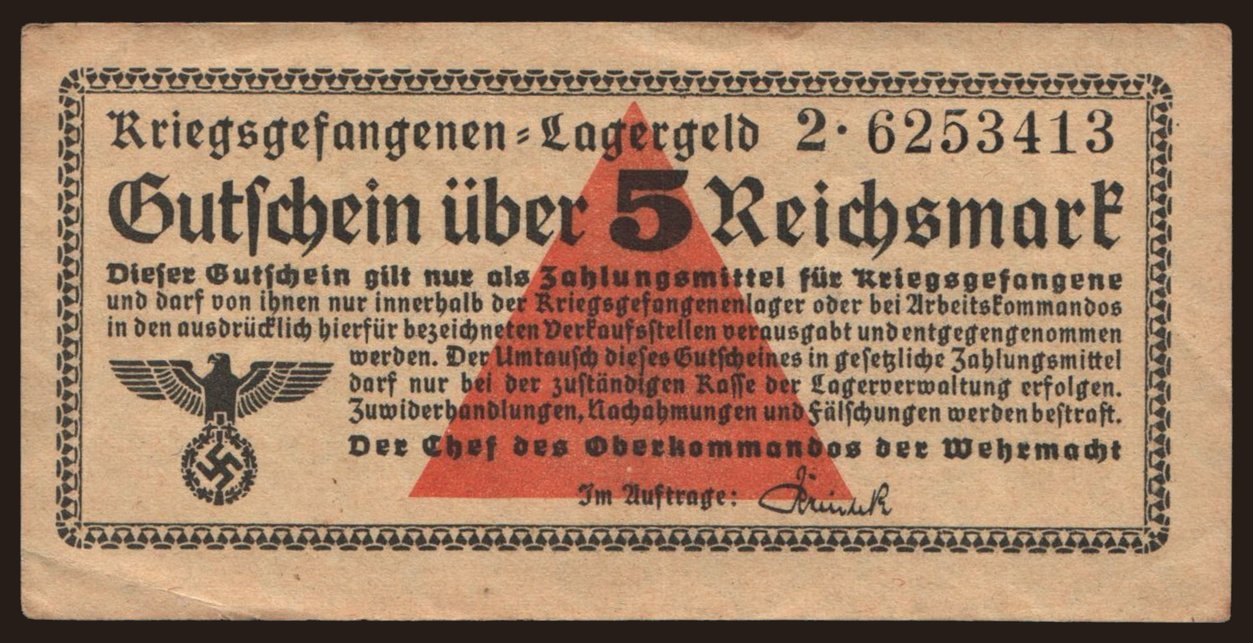 Kriegsgefangenen-Lagergeld 2·6253413
Gutschein über 5 Reichsmark
Dieser Gutschein gilt nur als Zahlungsmittel für Kriegsgefangene
und darf von ihnen nur innerhalb der Kriegsgefangenenlager oder bei Arbeitskommandos
in den ausdrücklich hierfür bezeichneten Verkaufsstellen verausgabt und entgegengenommen
werden. Der Umtausch dieses Gutscheines in gesetzliche Zahlungsmittel
darf nur bei der zuständigen Kasse der Lagerverwaltung erfolgen.
Zuwiderhandlungen, Nachahmungen und Fälschungen werden bestraft.
Der Chef des Oberkommandos der Wehrmacht
Im Auftrage: